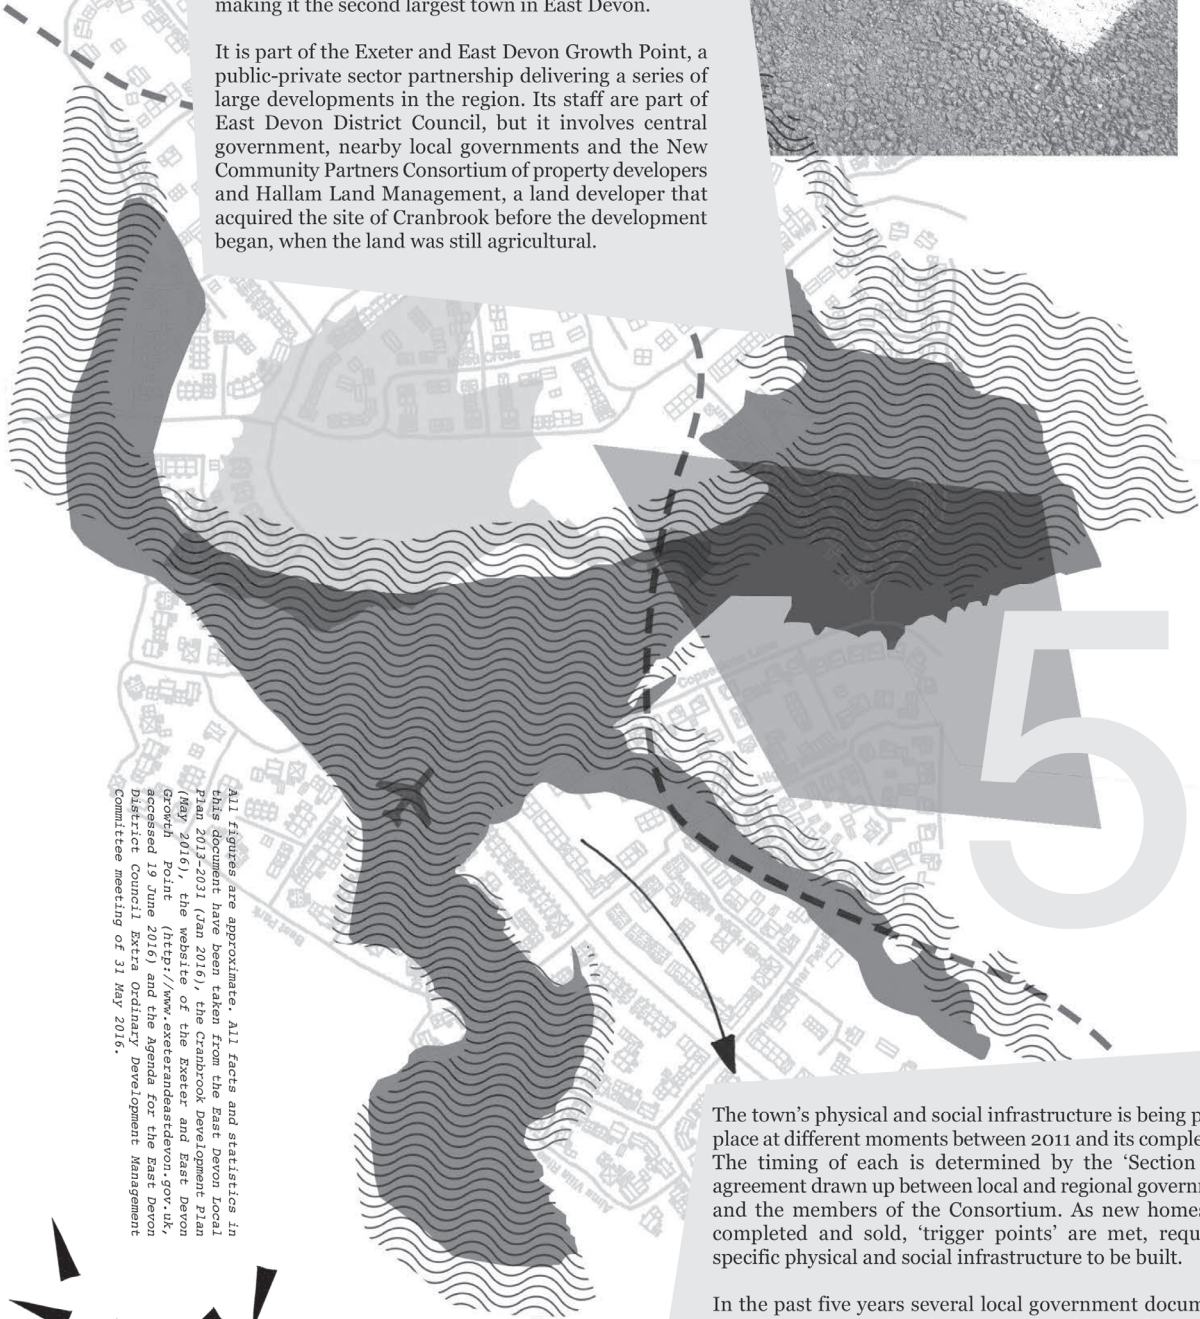 making it the second largest town in East Devon.
It is part of the Exeter and East Devon Growth Point, a
public-private sector partnership delivering a series of
large developments in the region. Its staff are part of
East Devon District Council, but it involves central
government, nearby local governments and the New
Community Partners Consortium of property developers
and Hallam Land Management, a land developer that
acquired the site of Cranbrook before the development
began, when the land was still agricultural.
5
All figures are approximate. All facts and statistics in
this document have been taken from the East Devon Local
Plan 2013-2031 (Jan 2016), the Cranbrook Development Plan
(May 2016), the website of the Exeter and East Devon
Growth Point (http://www.exeterandeastdevon.gov.uk,
accessed 19 June 2016) and the Agenda for the East Devon
District Council Extra Ordinary Development Management
Committee meeting of 31 May 2016.
The town’s physical and social infrastructure is being p
place at different moments between 2011 and its comple
The timing of each is determined by the ‘Section
agreement drawn up between local and regional governm
and the members of the Consortium. As new homes
completed and sold, ‘trigger points’ are met, requ
specific physical and social infrastructure to be built.
In the past five years several local government docum